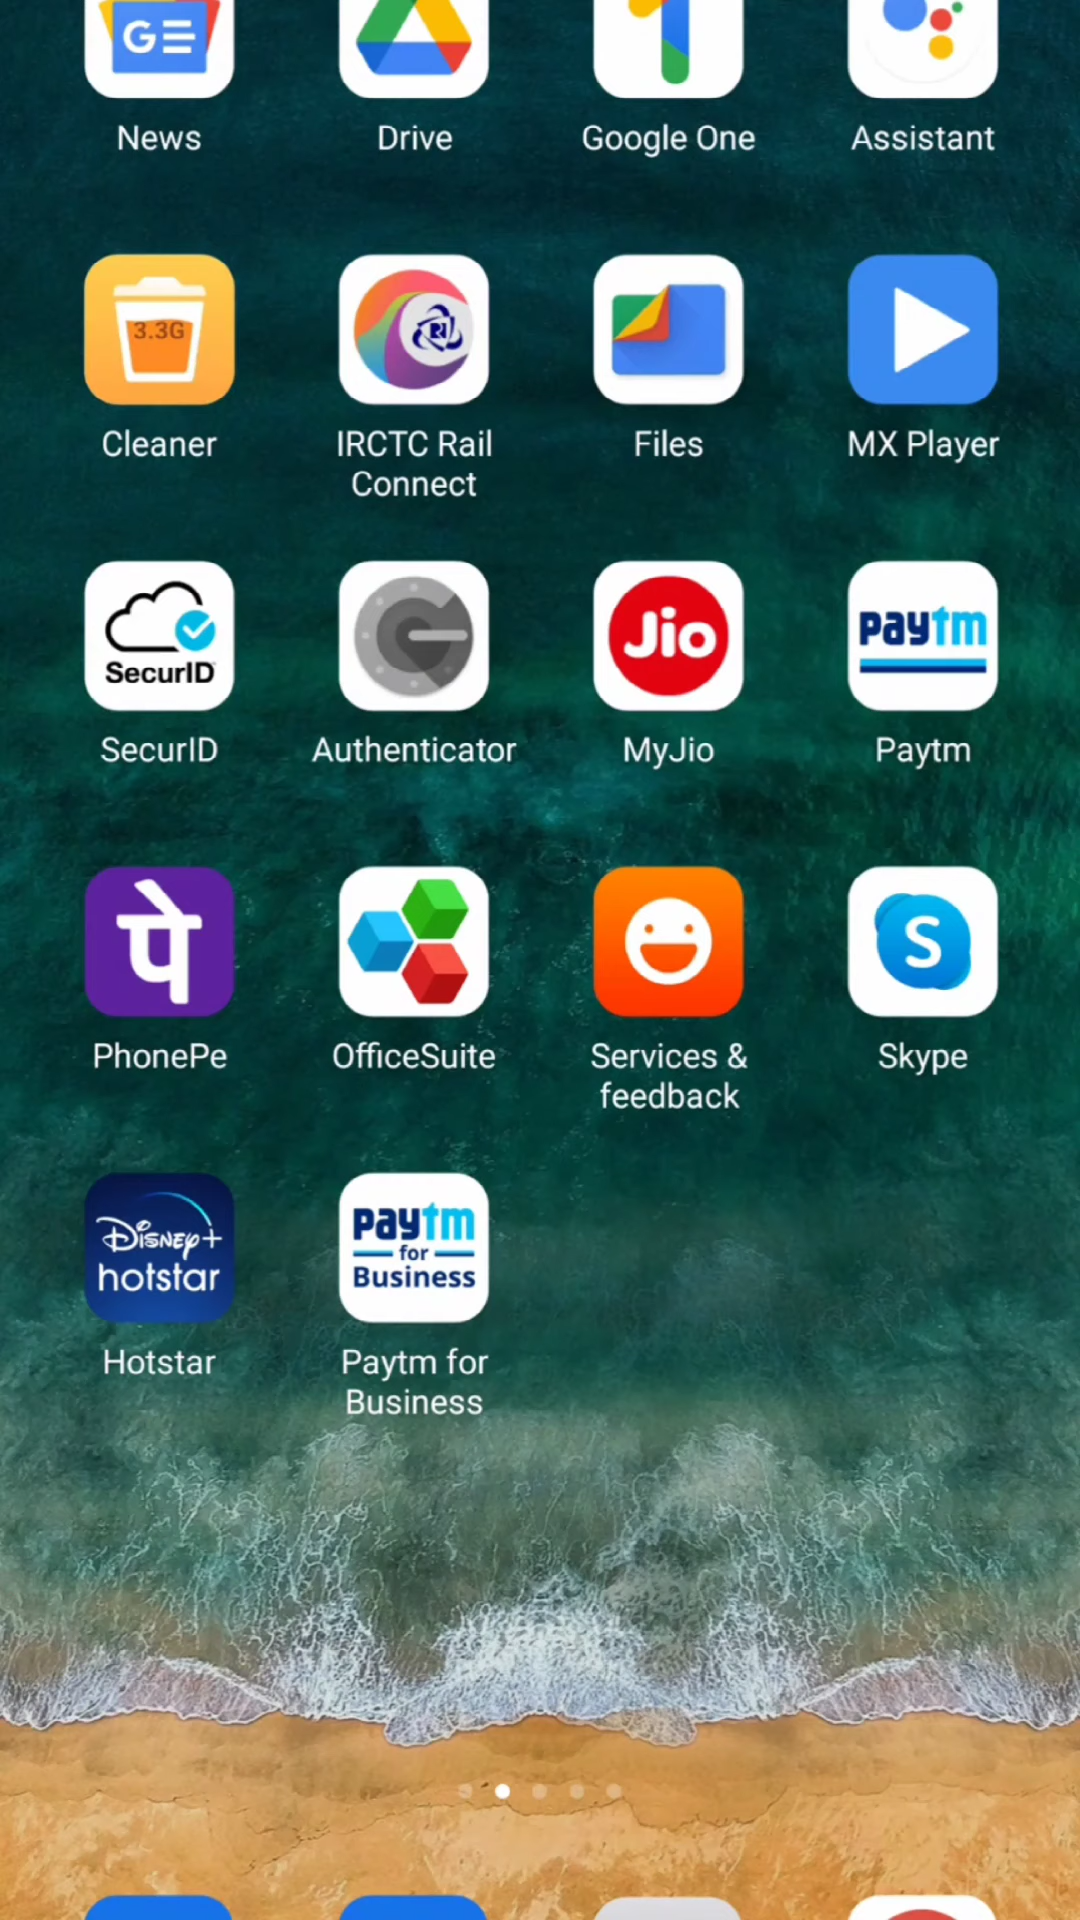 GE
News
Drive
Google One
Assistant
3.3G
Cleaner
IRCTC Rail
Connect
Files
MX Player
SecurID
SecurID
Authenticator
Jio
MyJio
paytm
Paytm
पे
PhonePe
OfficeSuite
Services &
feedback
S
Skype
Disney+
hotstar
Hotstar
paytm
for
Business
Paytm for
Business